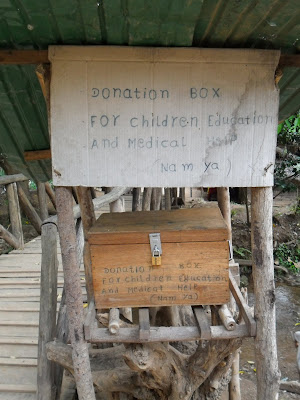 Donation Box
For Children Education
And Medical Help
(Nam Ya)
Donation Box
For Children Education
And Medical Help
(Nam Ya)